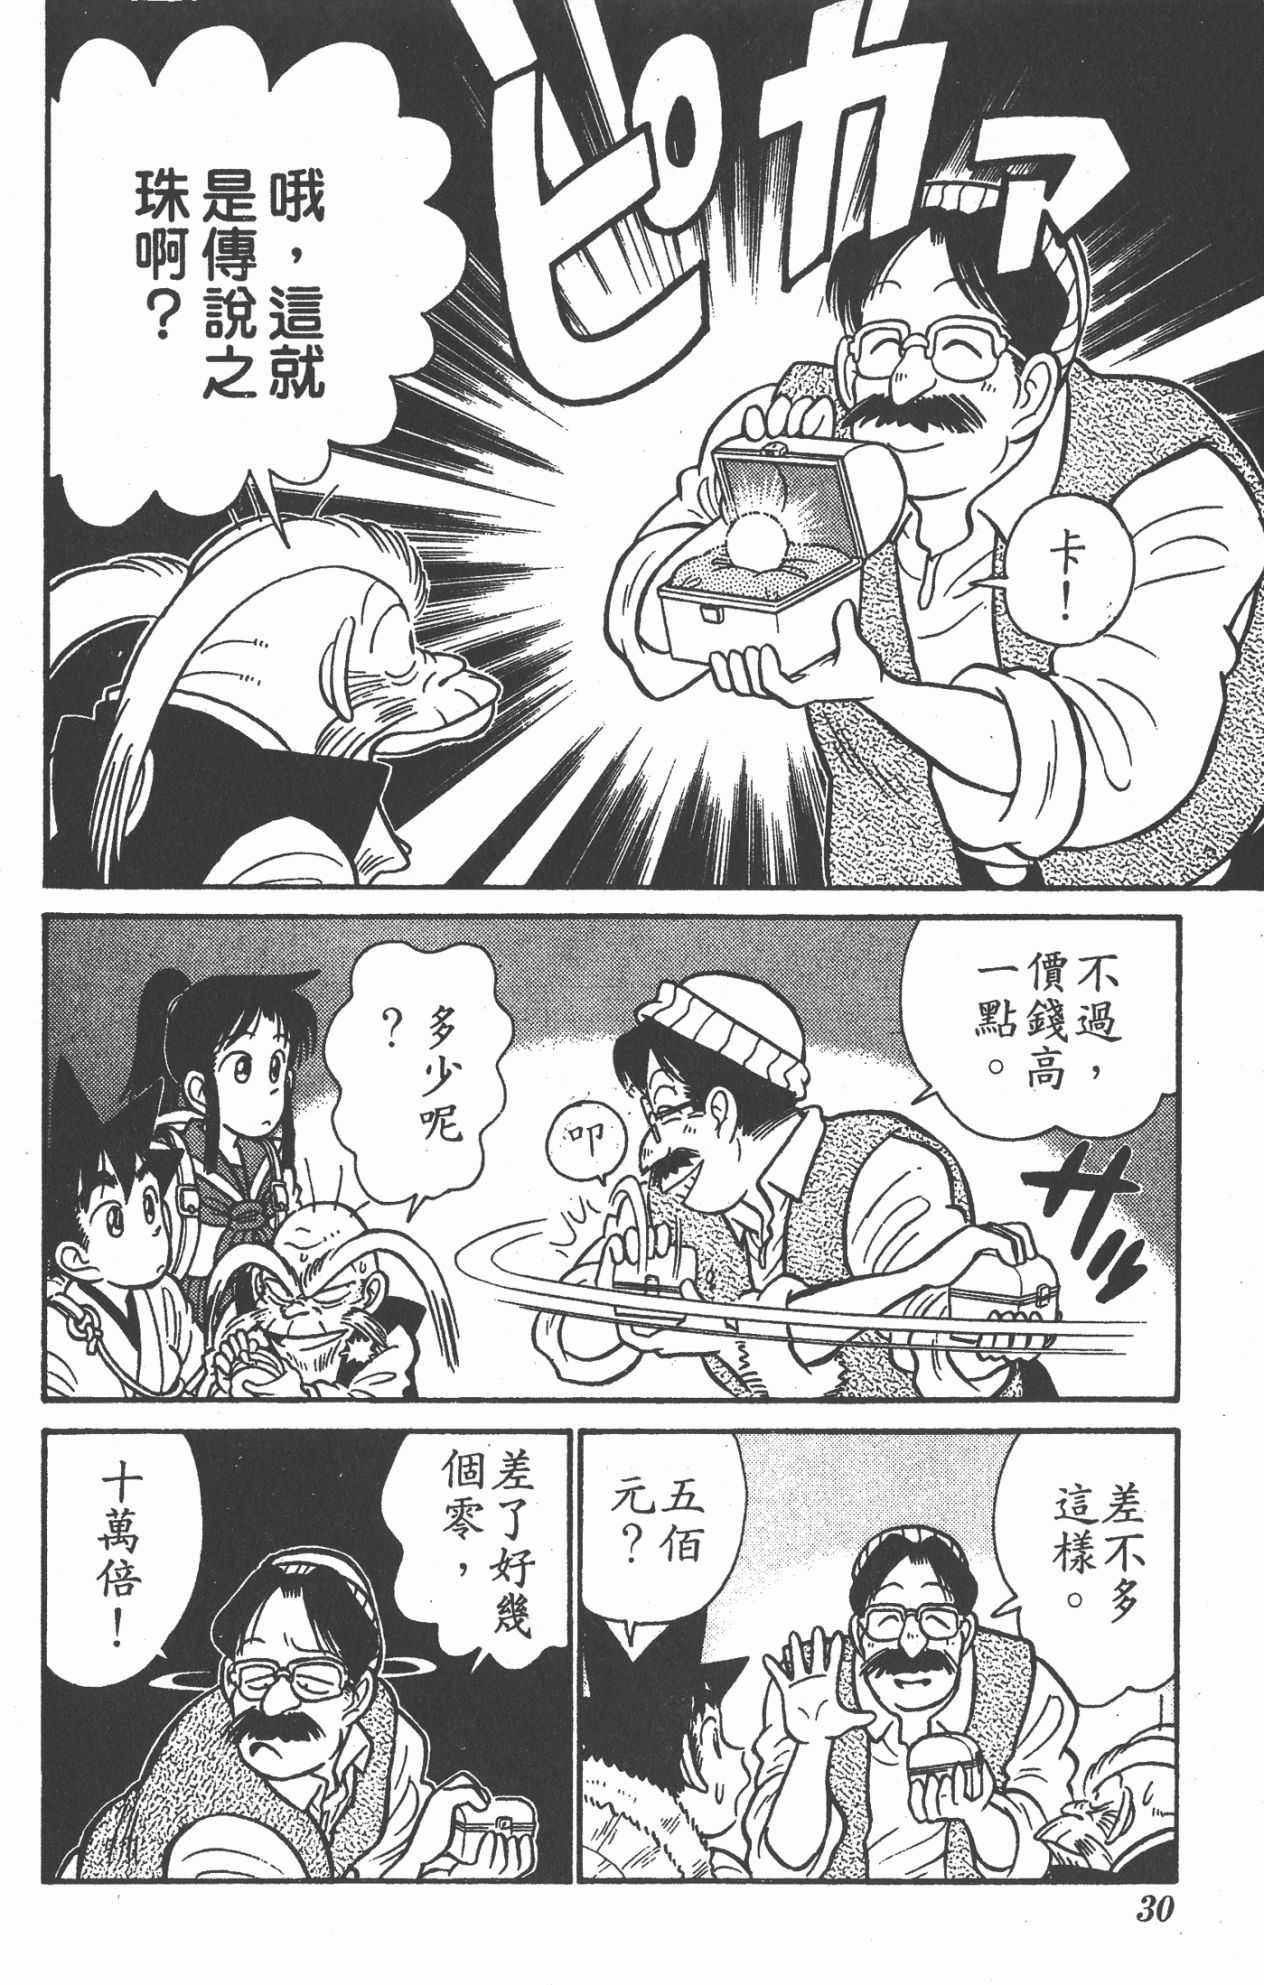 ピカァ
卡！
哦，這就
是傳說之
珠啊？
不過，
價錢高
一點。
サッ
叩
多少呢
？
差不多
這樣。
五佰
元？
差了好幾
個零，
十萬倍！
30